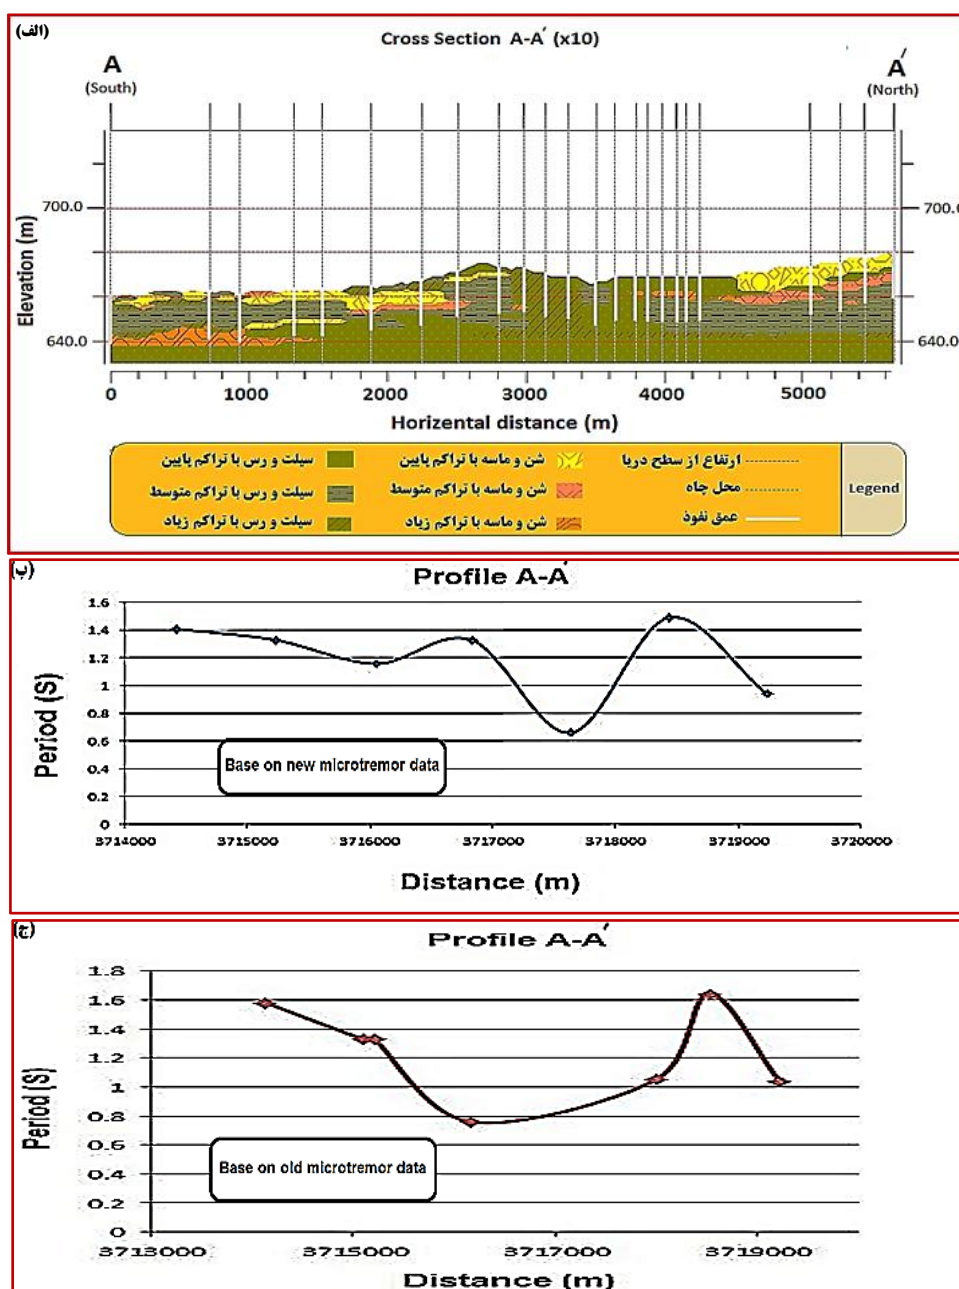 (الف)
Cross Section A-A′ (x10)
A
(South)
A′
(North)
700.0
700.0
Elevation (m)
640.0
640.0
0 1000 2000 3000 4000 5000
Horizental distance (m)
سیلت و رس با تراکم پایین
شن و ماسه با تراکم پایین
ارتفاع از سطح دریا
سیلت و رس با تراکم متوسط
شن و ماسه با تراکم متوسط
محل چاه
سیلت و رس با تراکم زیاد
شن و ماسه با تراکم زیاد
عمق نفوذ
Legend
(ب)
Profile A-A′
1.6
1.4
1.2
1
0.8
0.6
0.4
0.2
0
Period (S)
Base on new microtremor data
3714000 3715000 3716000 3717000 3718000 3719000 3720000
Distance (m)
(ج)
Profile A-A′
1.8
1.6
1.4
1.2
1
0.8
0.6
0.4
0.2
0
Period (S)
Base on old microtremor data
3713000 3715000 3717000 3719000
Distance (m)